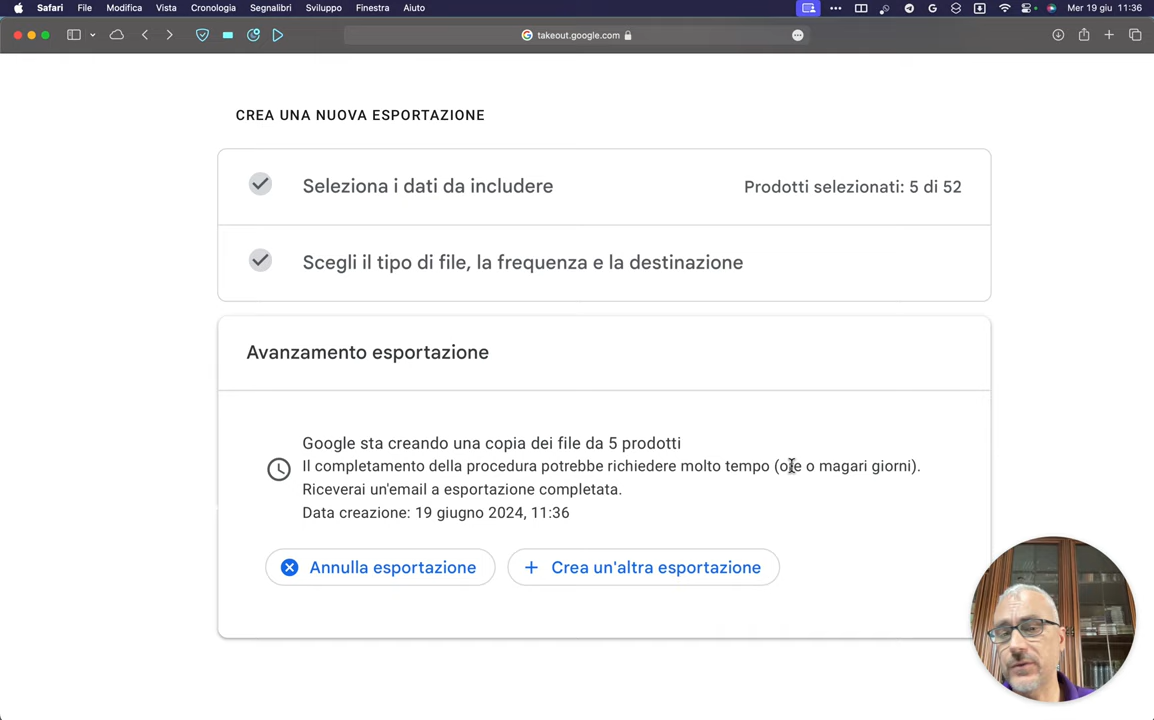 Safari File Modifica Vista Cronologia Segnalibri Sviluppo Finestra Aiuto Mer 19 giu 11:36
takeout.google.com
CREA UNA NUOVA ESPORTAZIONE
Seleziona i dati da includere Prodotti selezionati: 5 di 52
Scegli il tipo di file, la frequenza e la destinazione
Avanzamento esportazione
Google sta creando una copia dei file da 5 prodotti
Il completamento della procedura potrebbe richiedere molto tempo (ore o magari giorni).
Riceverai un'email a esportazione completata.
Data creazione: 19 giugno 2024, 11:36
Annulla esportazione Crea un'altra esportazione